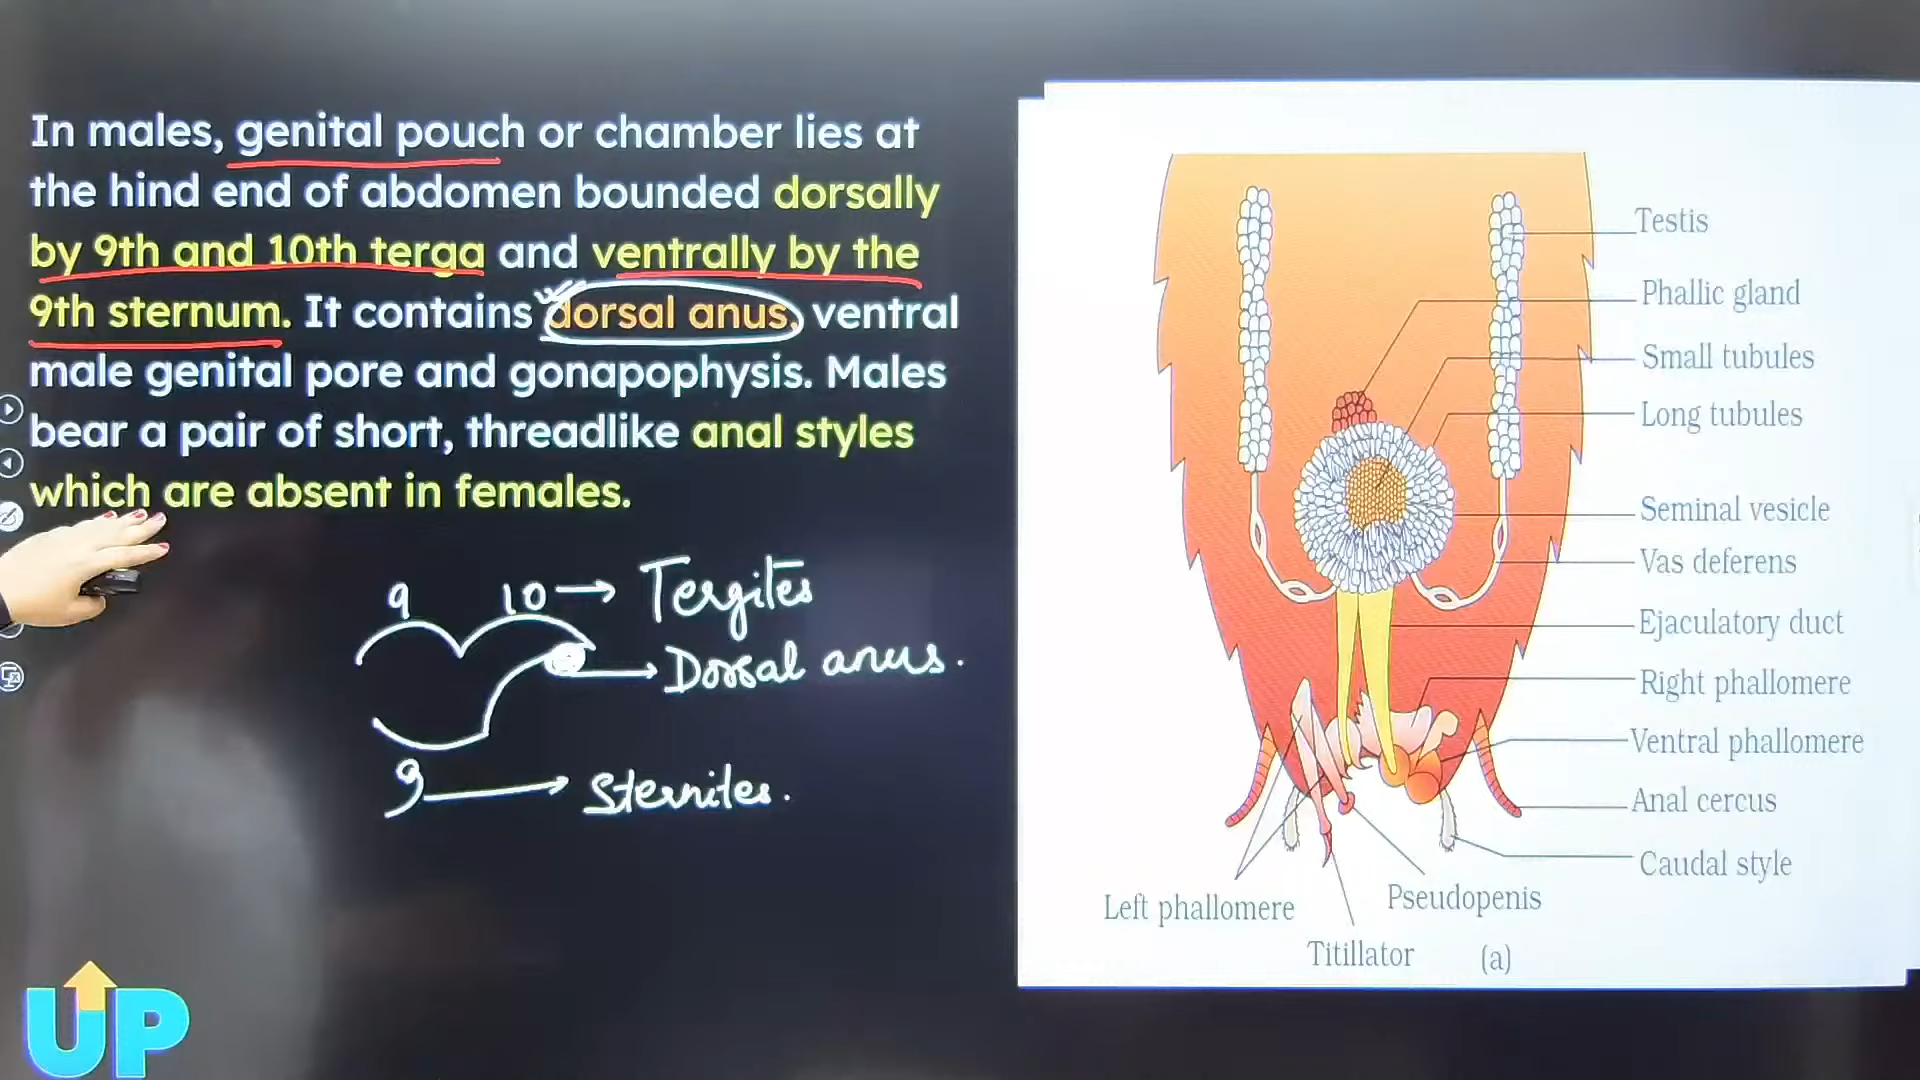 In males, genital pouch or chamber lies at
the hind end of abdomen bounded dorsally
by 9th and 10th terga and ventrally by the
9th sternum. It contains dorsal anus, ventral
male genital pore and gonapophysis. Males
bear a pair of short, threadlike anal styles
which are absent in females.
9 10 → Tergites
→ Dorsal anus.
9 → Sternites.
UP
Testis
Phallic gland
Small tubules
Long tubules
Seminal vesicle
Vas deferens
Ejaculatory duct
Right phallomere
Ventral phallomere
Anal cercus
Caudal style
Left phallomere
Pseudopenis
Titillator
(a)